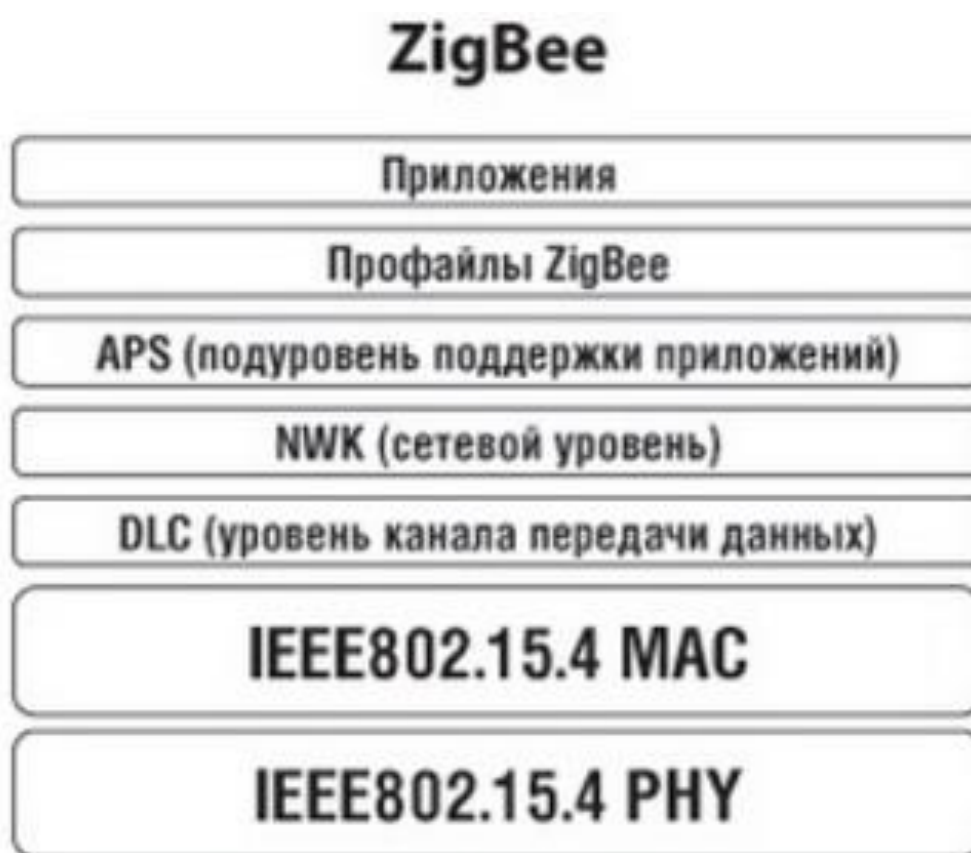 ZigBee
Приложения
Профайлы ZigBee
APS (подуровень поддержки приложений)
NWK (сетевой уровень)
DLC (уровень канала передачи данных)
IEEE802.15.4 MAC
IEEE802.15.4 PHY